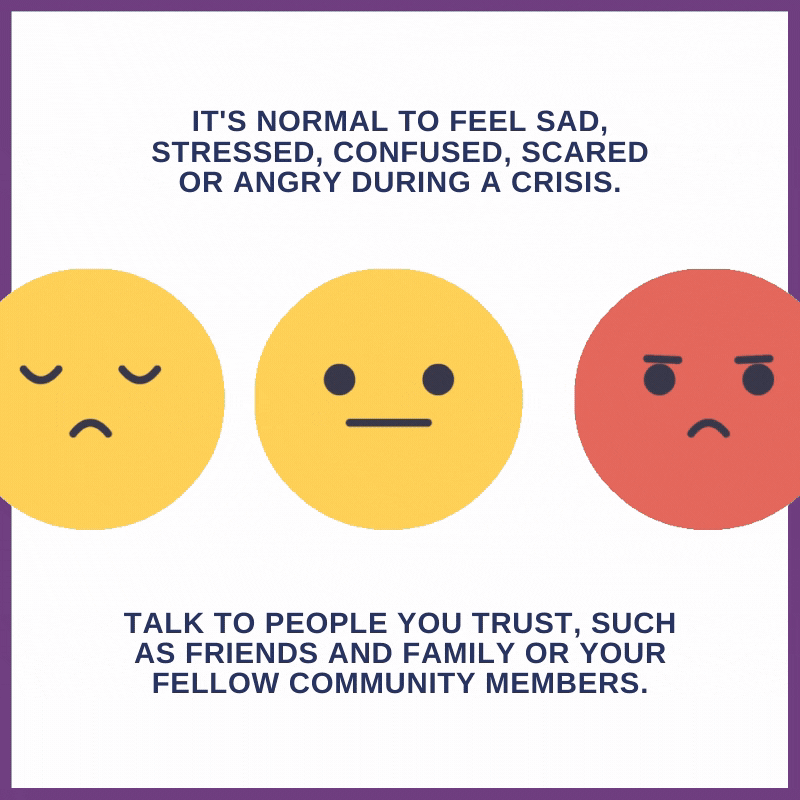 IT'S NORMAL TO FEEL SAD,
STRESSED, CONFUSED, SCARED
OR ANGRY DURING A CRISIS.
TALK TO PEOPLE YOU TRUST, SUCH
AS FRIENDS AND FAMILY OR YOUR
FELLOW COMMUNITY MEMBERS.